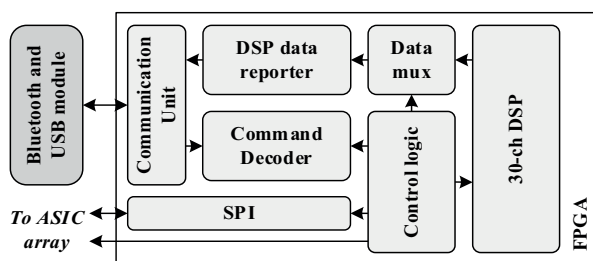 Bluetooth and
USB module
Communication
Unit
DSP data
reporter
Data
mux
Command
Decoder
Control logic
30-ch DSP
SPI
To ASIC
array
FPGA